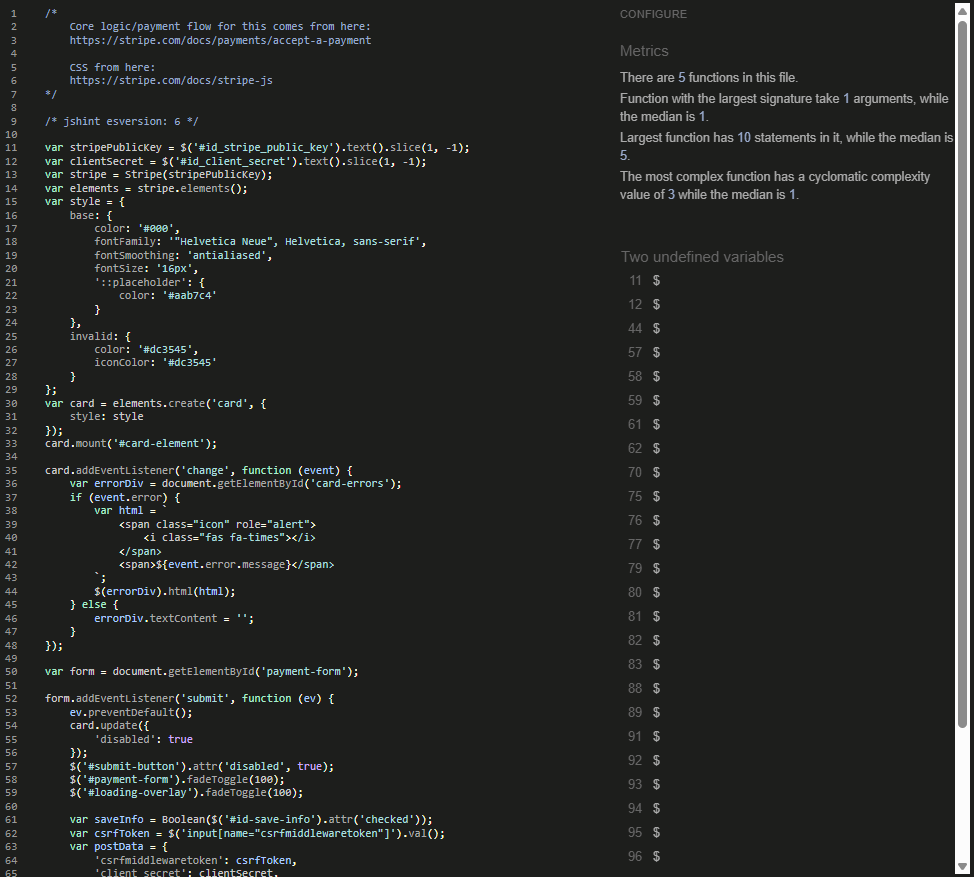 1 /*
2 Core logic/payment flow for this comes from here:
3 https://stripe.com/docs/payments/accept-a-payment
4
5 CSS from here:
6 https://stripe.com/docs/stripe-js
7 */
8
9 /* jshint esversion: 6 */
10
11 var stripePublicKey = $('#id_stripe_public_key').text().slice(1, -1);
12 var clientSecret = $('#id_client_secret').text().slice(1, -1);
13 var stripe = Stripe(stripePublicKey);
14 var elements = stripe.elements();
15 var style = {
16 base: {
17 color: '#000',
18 fontFamily: '"Helvetica Neue", Helvetica, sans-serif',
19 fontSmoothing: 'antialiased',
20 fontSize: '16px',
21 '::placeholder': {
22 color: '#aab7c4'
23 }
24 },
25 invalid: {
26 color: '#dc3545',
27 iconColor: '#dc3545'
28 }
29 };
30 var card = elements.create('card', {
31 style: style
32 });
33 card.mount('#card-element');
34
35 card.addEventListener('change', function (event) {
36 var errorDiv = document.getElementById('card-errors');
37 if (event.error) {
38 var html = `
39 <span class="icon" role="alert">
40 <i class="fas fa-times"></i>
41 </span>
42 <span>${event.error.message}</span>
43 `;
44 $(errorDiv).html(html);
45 } else {
46 errorDiv.textContent = '';
47 }
48 });
49
50 var form = document.getElementById('payment-form');
51
52 form.addEventListener('submit', function (ev) {
53 ev.preventDefault();
54 card.update({
55 'disabled': true
56 });
57 $('#submit-button').attr('disabled', true);
58 $('#payment-form').fadeToggle(100);
59 $('#loading-overlay').fadeToggle(100);
60
61 var saveInfo = Boolean($('#id-save-info').attr('checked'));
62 var csrfToken = $('input[name="csrfmiddlewaretoken"]').val();
63 var postData = {
64 'csrfmiddlewaretoken': csrfToken,
65 'client_secret': clientSecret,
CONFIGURE
Metrics
There are 5 functions in this file.
Function with the largest signature take 1 arguments, while
the median is 1.
Largest function has 10 statements in it, while the median is
5.
The most complex function has a cyclomatic complexity
value of 3 while the median is 1.
Two undefined variables
11 $
12 $
44 $
57 $
58 $
59 $
61 $
62 $
70 $
75 $
76 $
77 $
79 $
80 $
81 $
82 $
83 $
88 $
89 $
91 $
92 $
93 $
94 $
95 $
96 $